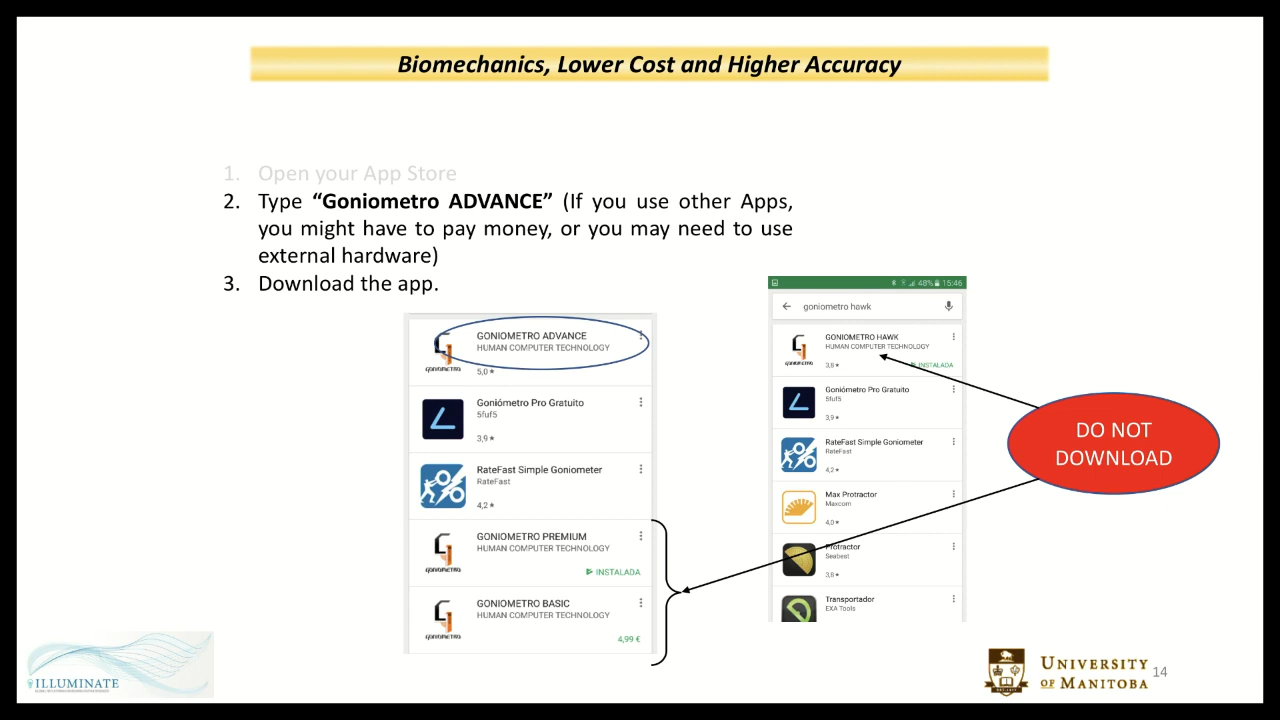 Biomechanics, Lower Cost and Higher Accuracy
1. Open your App Store
2. Type “Goniometro ADVANCE” (If you use other Apps,
you might have to pay money, or you may need to use
external hardware)
3. Download the app.
GONIOMETRO ADVANCE
HUMAN COMPUTER TECHNOLOGY
GONIOMETRO
5,0 ★
Goniómetro Pro Gratuito
5fuf5
3,9 ★
RateFast Simple Goniometer
RateFast
4,2 ★
GONIOMETRO PREMIUM
HUMAN COMPUTER TECHNOLOGY
GONIOMETRO
INSTALADA
GONIOMETRO BASIC
HUMAN COMPUTER TECHNOLOGY
GONIOMETRO
4,99 €
48% 15:46
goniometro hawk
GONIOMETRO HAWK
HUMAN COMPUTER TECHNOLOGY
GONIOMETRO
3,8 ★ INSTALADA
Goniómetro Pro Gratuito
5fuf5
3,9 ★
RateFast Simple Goniometer
RateFast
4,2 ★
Max Protractor
Maxcom
4,0 ★
Protractor
Seabest
3,8 ★
Transportador
EXA Tools
DO NOT
DOWNLOAD
ILLUMINATE
UNIVERSITY
OF MANITOBA
14